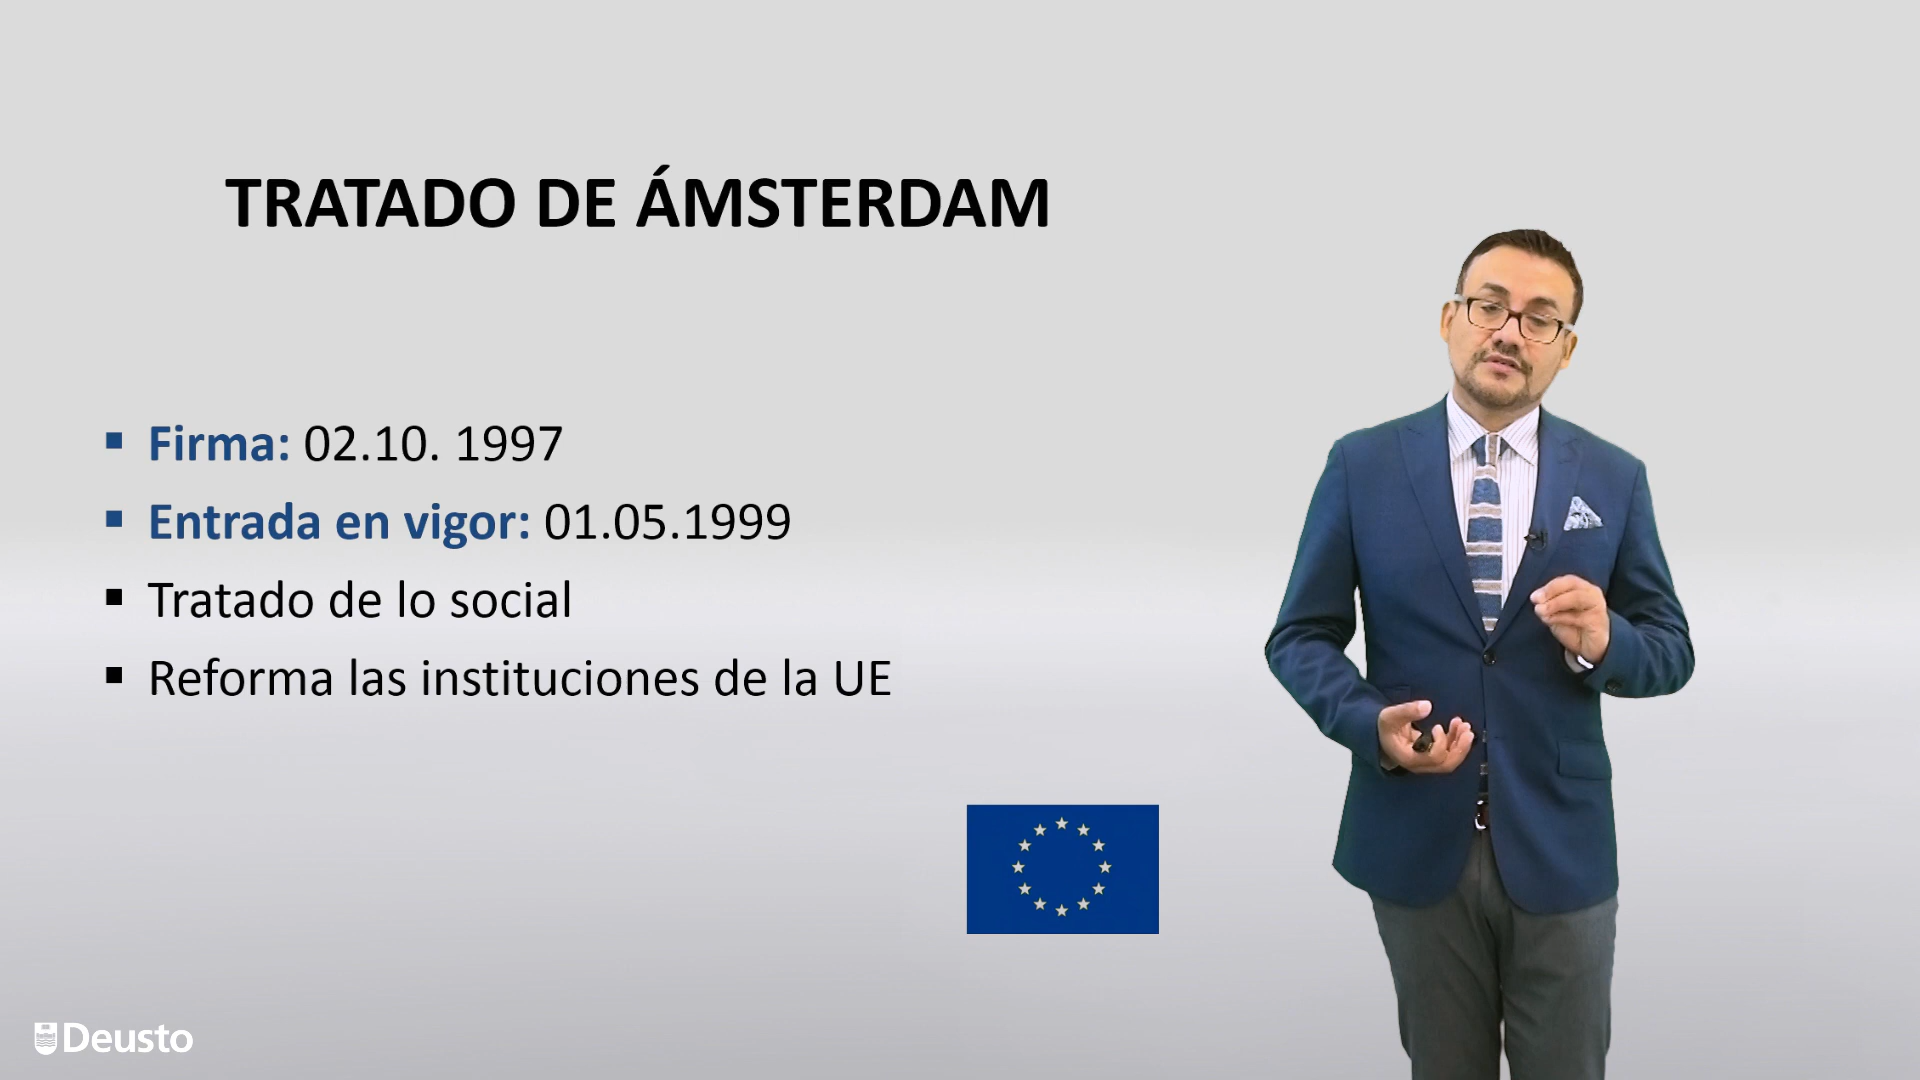 TRATADO DE ÁMSTERDAM
Firma: 02.10. 1997
Entrada en vigor: 01.05.1999
Tratado de lo social
Reforma las instituciones de la UE
Deusto